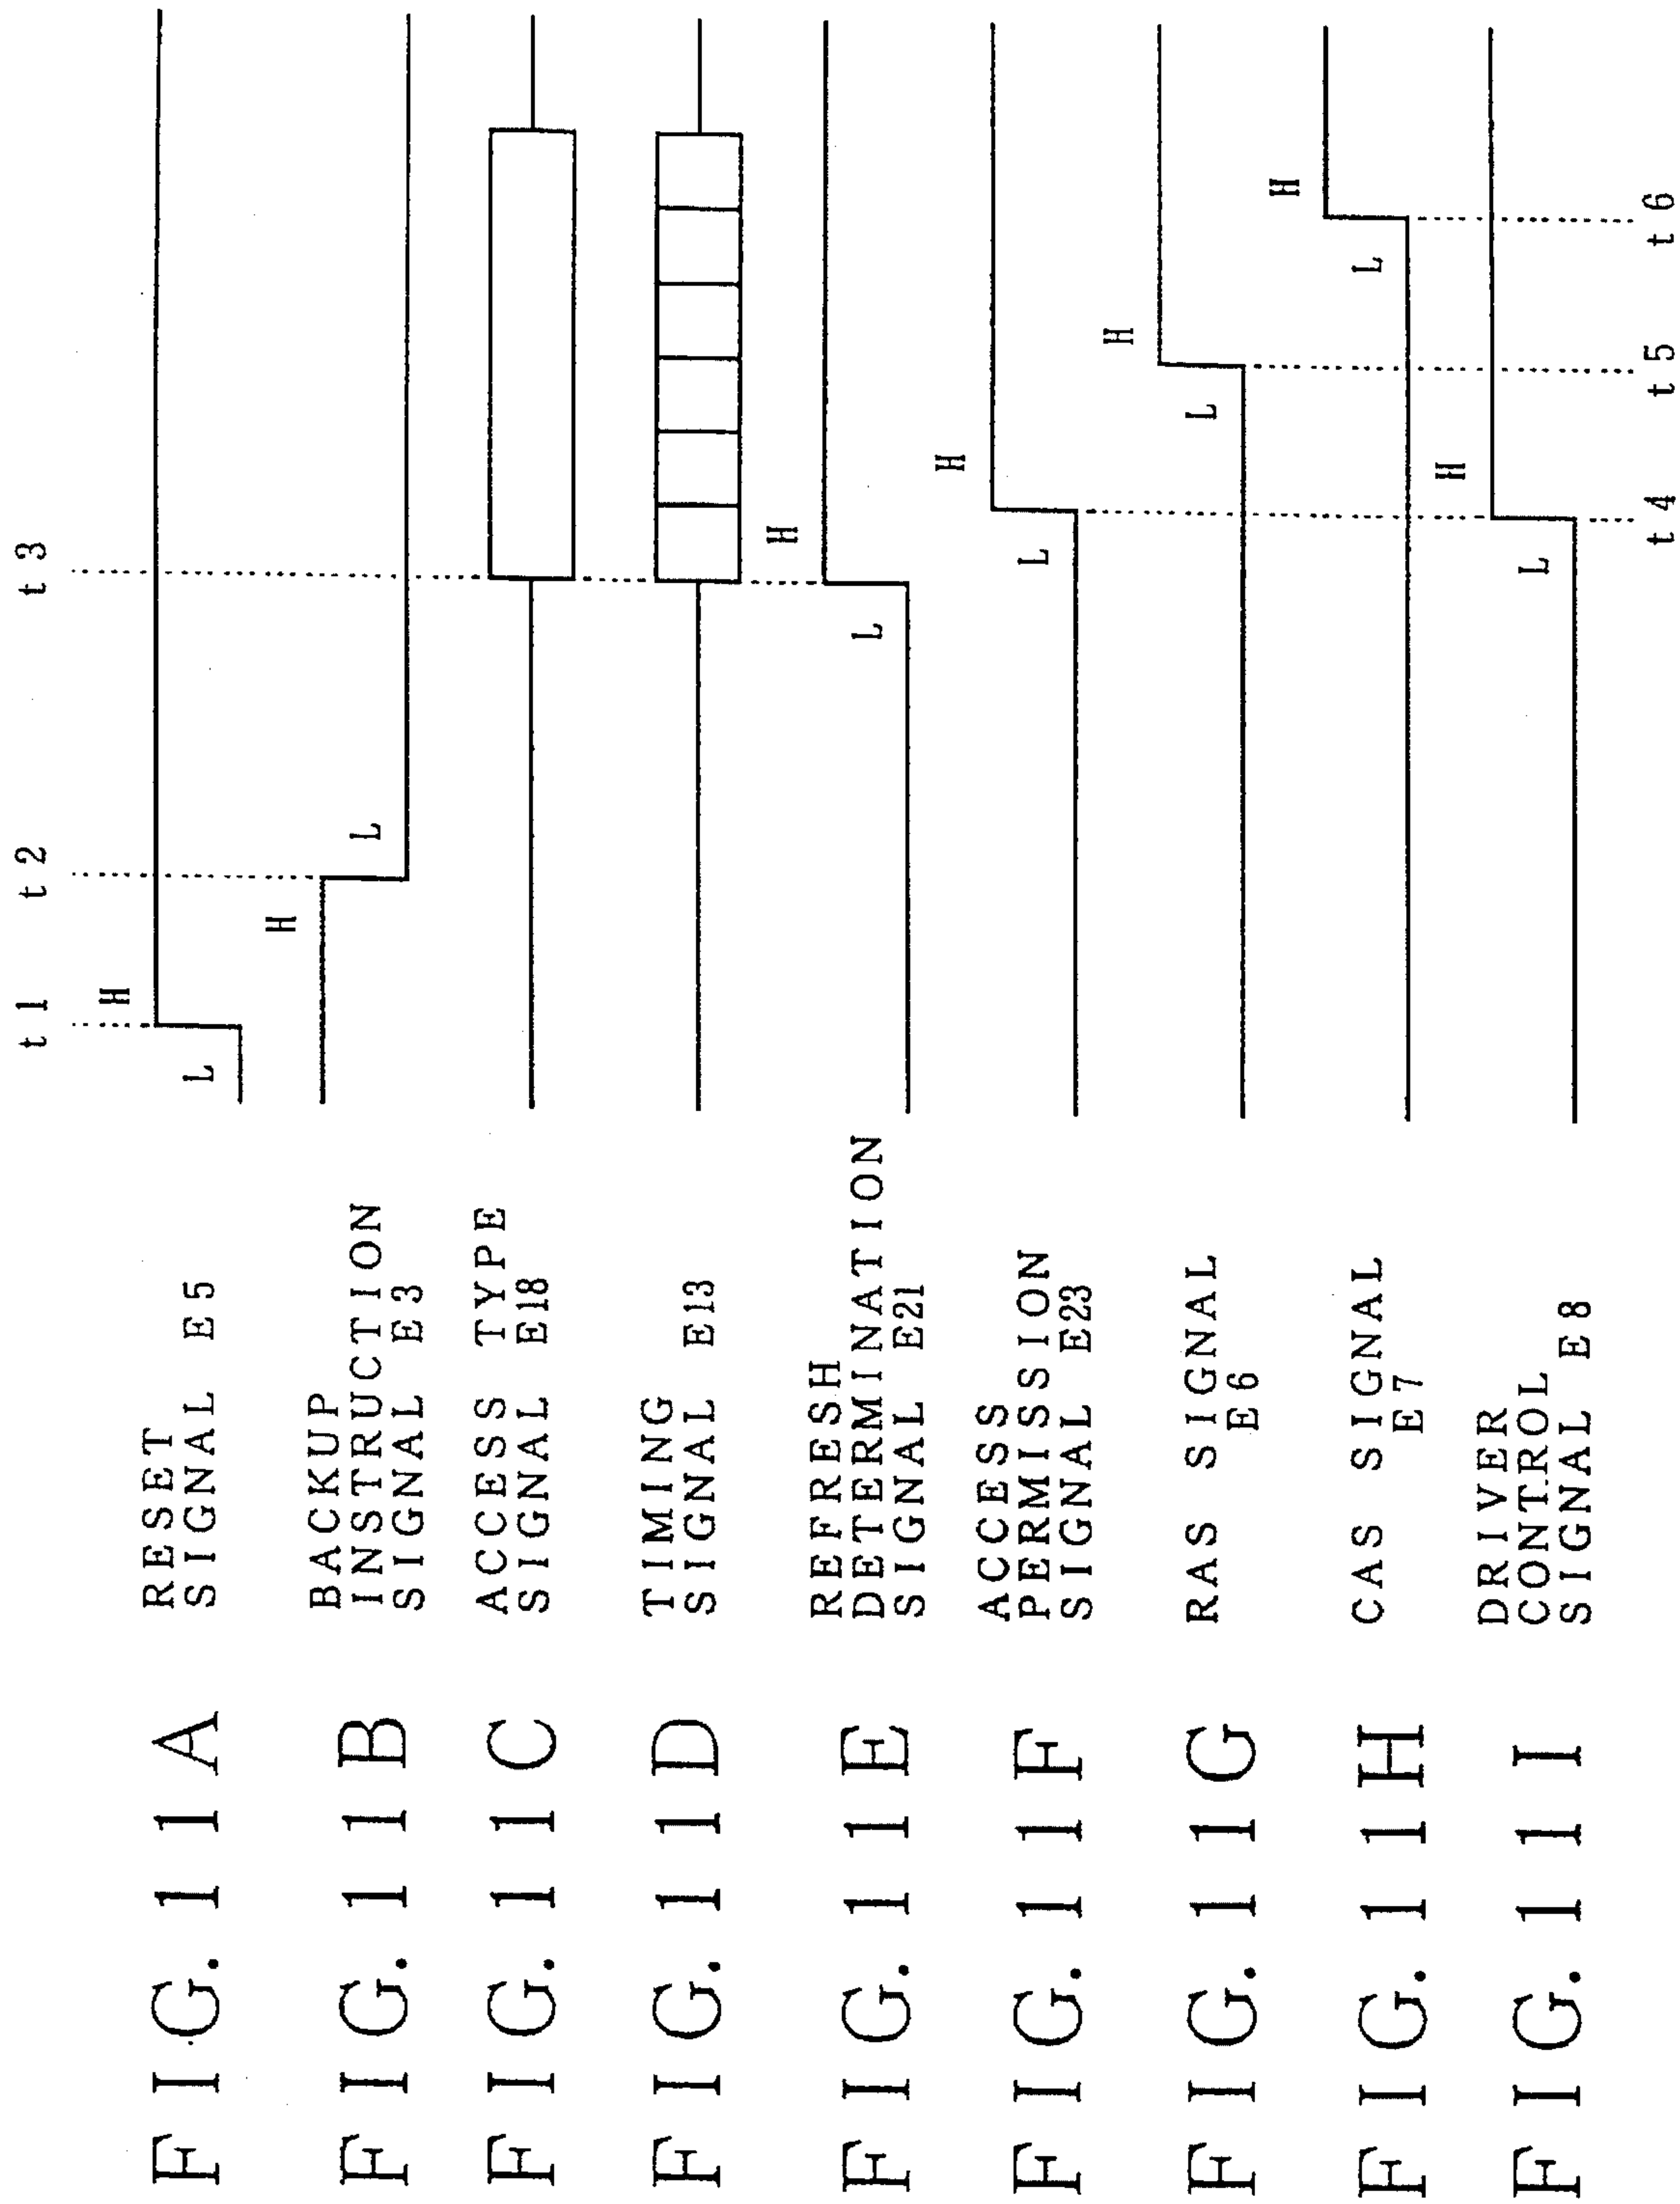 t1 t2 t3
FIG. 11A RESET
SIGNAL E5
L H
FIG. 11B BACKUP
INSTRUCTION
SIGNAL E3
H L
FIG. 11C ACCESS TYPE
SIGNAL E18
FIG. 11D TIMING
SIGNAL E13
FIG. 11E REFRESH
DETERMINATION
SIGNAL E21
L H
FIG. 11F ACCESS
PERMISSION
SIGNAL E23
L H
FIG. 11G RAS SIGNAL
E6
L H
FIG. 11H CAS SIGNAL
E7
L H
FIG. 11I DRIVER
CONTROL
SIGNAL E8
L H
t4 t5 t6